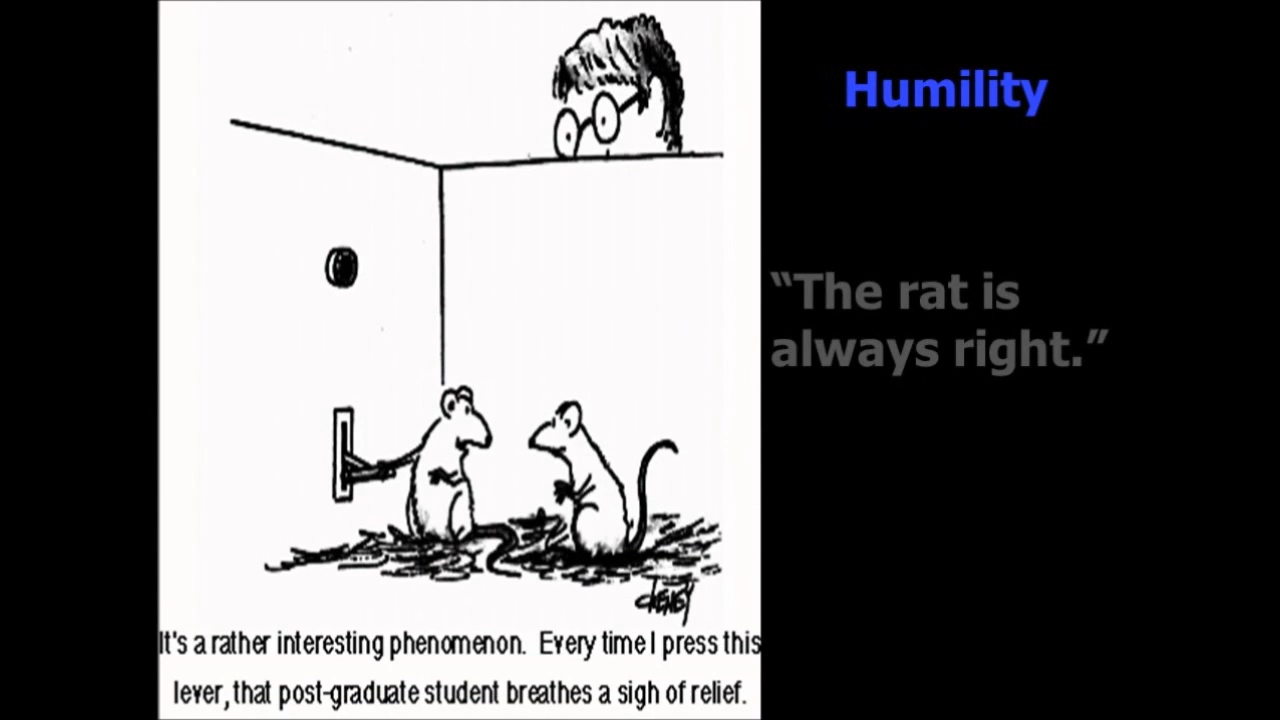 Humility
“The rat is
always right.”
CHENEY
It's a rather interesting phenomenon. Every time I press this
lever, that post-graduate student breathes a sigh of relief.